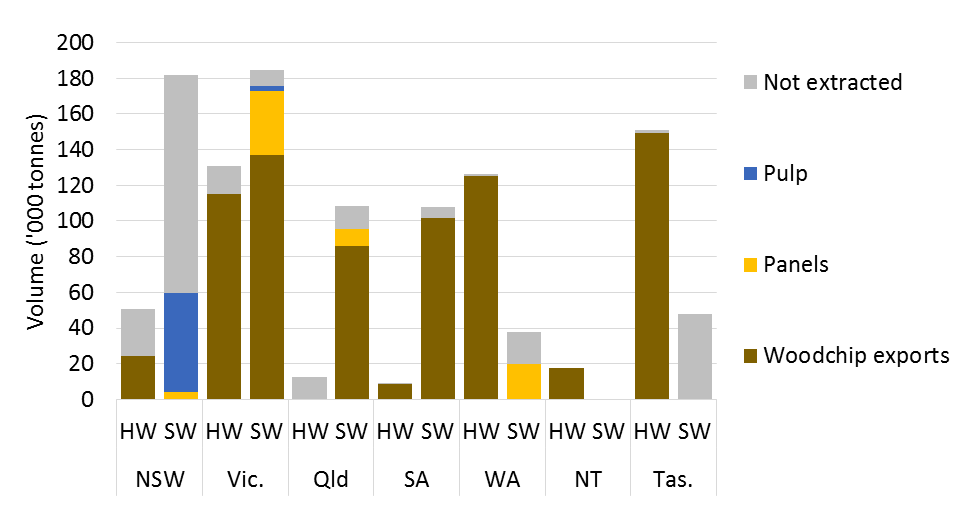 Volume ('000 tonnes)
200
180
160
140
120
100
80
60
40
20
0
HW SW HW SW HW SW HW SW HW SW HW SW HW SW
NSW Vic. Qld SA WA NT Tas.
Not extracted
Pulp
Panels
Woodchip exports